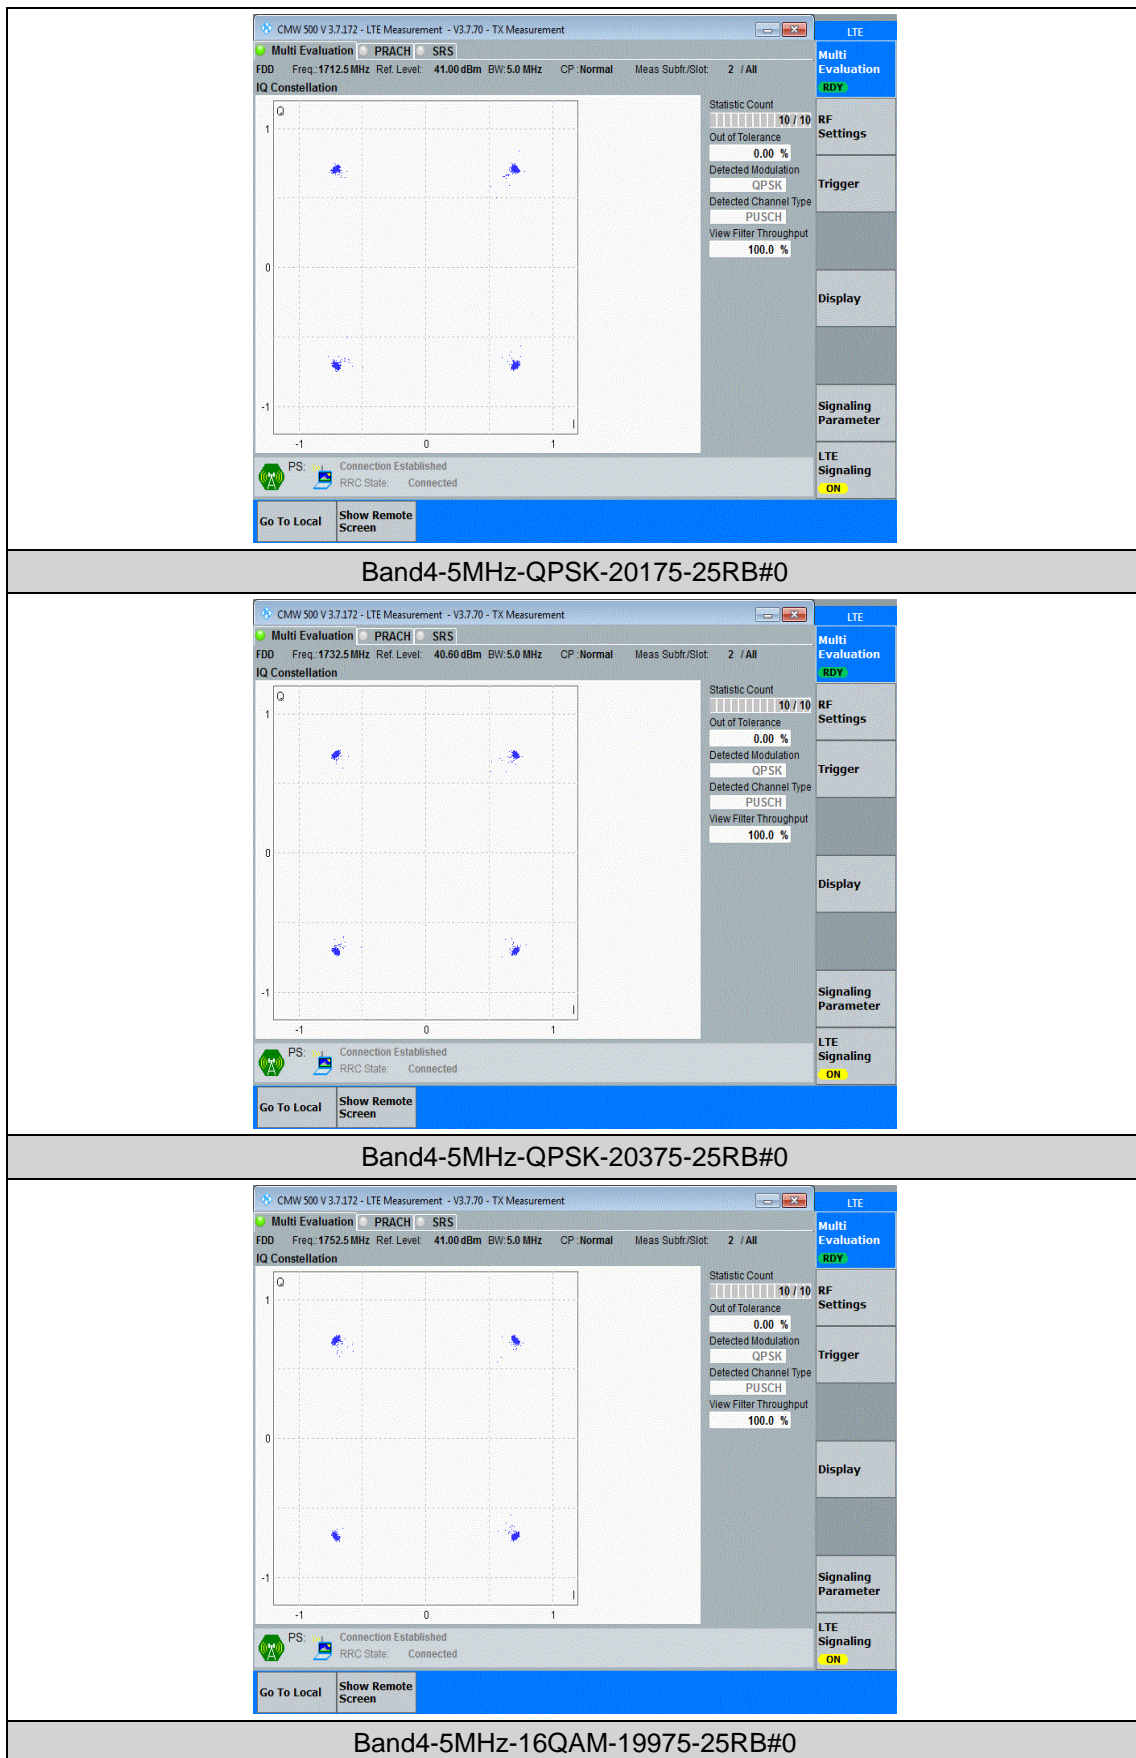 CMW 500 V 3.7.172 - LTE Measurement - V3.7.70 - TX Measurement
LTE
Multi Evaluation PRACH SRS
Multi
Evaluation
RDY
FDD Freq.: 1712.5 MHz Ref. Level: 41.00 dBm BW: 5.0 MHz CP : Normal Meas Subfr./Slot: 2 / All
IQ Constellation
Q
1
0
-1
I
-1 0 1
Statistic Count
10 / 10
Out of Tolerance
0.00 %
Detected Modulation
QPSK
Detected Channel Type
PUSCH
View Filter Throughput
100.0 %
RF
Settings
Trigger
Display
Signaling
Parameter
LTE
Signaling
ON
PS: Connection Established
RRC State: Connected
Go To Local
Show Remote
Screen
Band4-5MHz-QPSK-20175-25RB#0
CMW 500 V 3.7.172 - LTE Measurement - V3.7.70 - TX Measurement
LTE
Multi Evaluation PRACH SRS
Multi
Evaluation
RDY
FDD Freq.: 1732.5 MHz Ref. Level: 40.60 dBm BW: 5.0 MHz CP : Normal Meas Subfr./Slot: 2 / All
IQ Constellation
Q
1
0
-1
I
-1 0 1
Statistic Count
10 / 10
Out of Tolerance
0.00 %
Detected Modulation
QPSK
Detected Channel Type
PUSCH
View Filter Throughput
100.0 %
RF
Settings
Trigger
Display
Signaling
Parameter
LTE
Signaling
ON
PS: Connection Established
RRC State: Connected
Go To Local
Show Remote
Screen
Band4-5MHz-QPSK-20375-25RB#0
CMW 500 V 3.7.172 - LTE Measurement - V3.7.70 - TX Measurement
LTE
Multi Evaluation PRACH SRS
Multi
Evaluation
RDY
FDD Freq.: 1752.5 MHz Ref. Level: 41.00 dBm BW: 5.0 MHz CP : Normal Meas Subfr./Slot: 2 / All
IQ Constellation
Q
1
0
-1
I
-1 0 1
Statistic Count
10 / 10
Out of Tolerance
0.00 %
Detected Modulation
QPSK
Detected Channel Type
PUSCH
View Filter Throughput
100.0 %
RF
Settings
Trigger
Display
Signaling
Parameter
LTE
Signaling
ON
PS: Connection Established
RRC State: Connected
Go To Local
Show Remote
Screen
Band4-5MHz-16QAM-19975-25RB#0